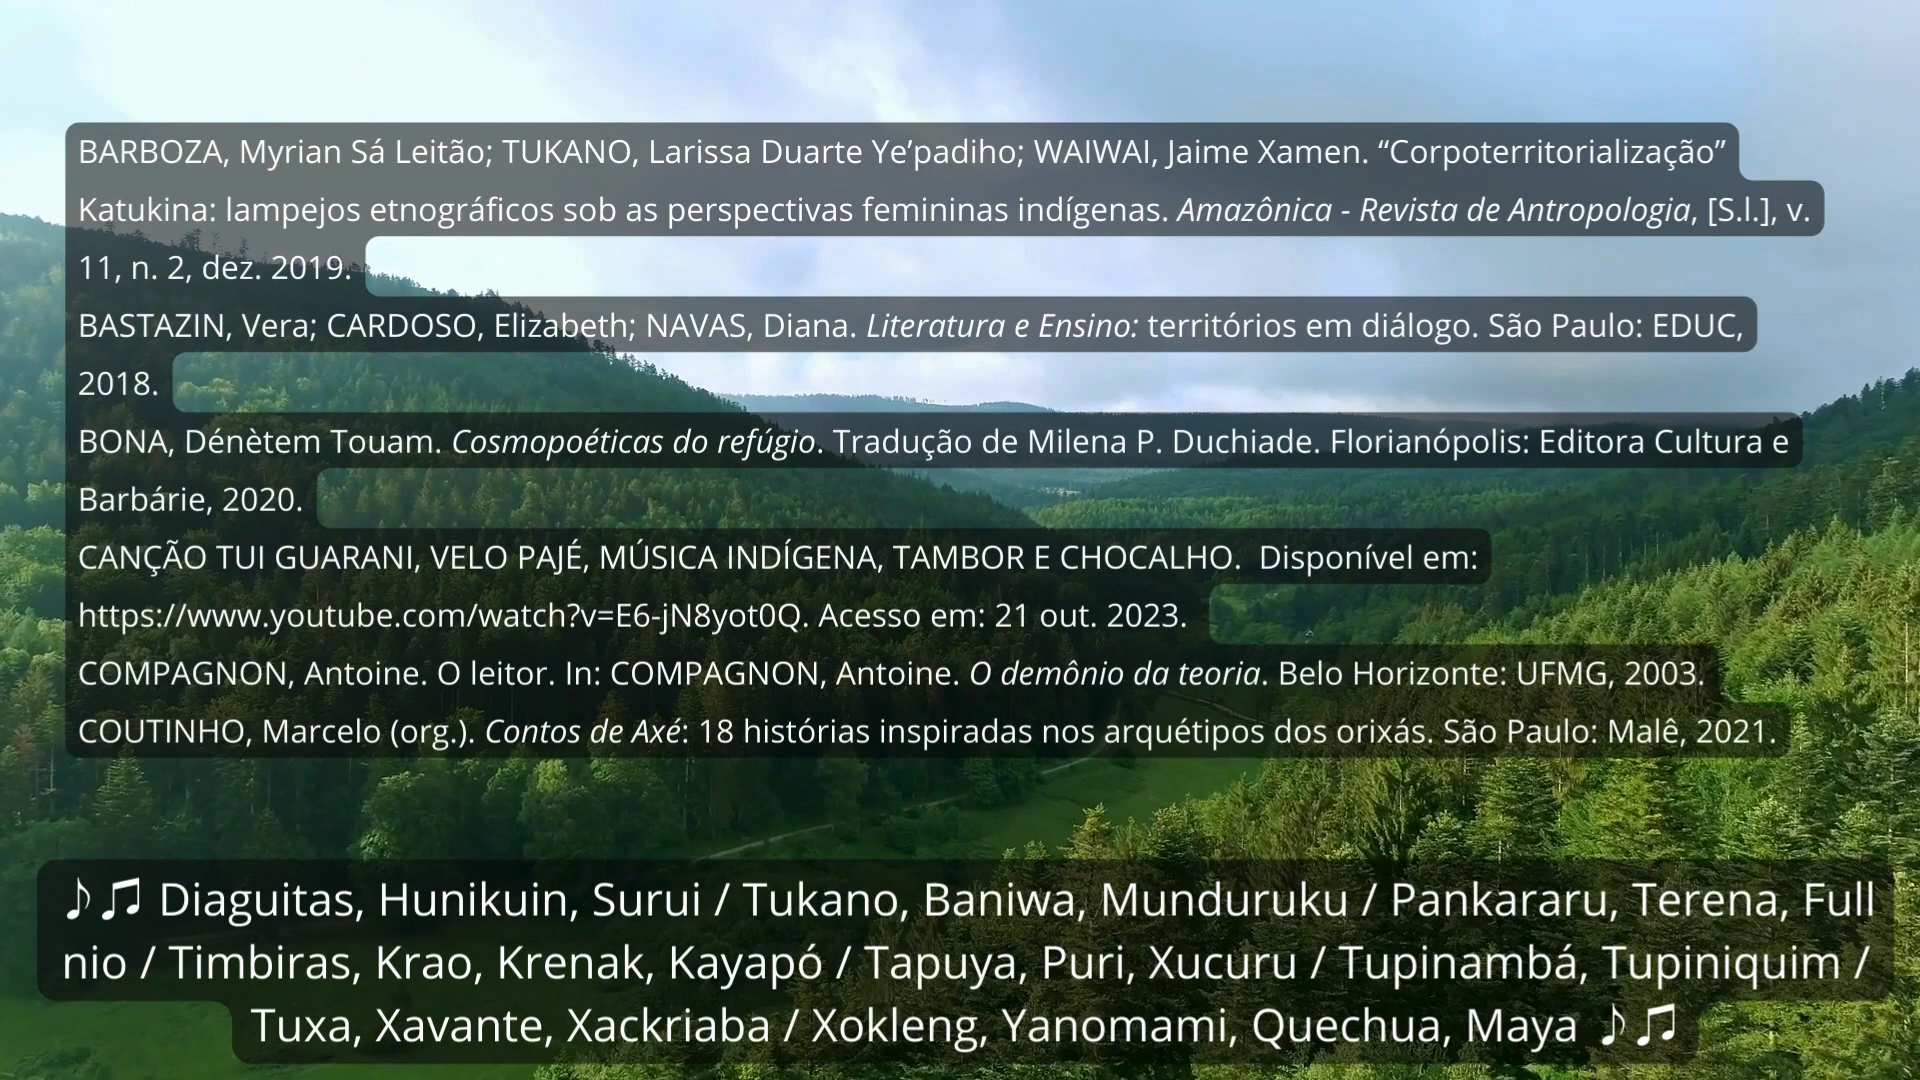 BARBOZA, Myrian Sá Leitão; TUKANO, Larissa Duarte Ye’padiho; WAIWAI, Jaime Xamen. “Corpoterritorialização”
Katukina: lampejos etnográficos sob as perspectivas femininas indígenas. Amazônica - Revista de Antropologia, [S.l.], v.
11, n. 2, dez. 2019.
BASTAZIN, Vera; CARDOSO, Elizabeth; NAVAS, Diana. Literatura e Ensino: territórios em diálogo. São Paulo: EDUC,
2018.
BONA, Dénètem Touam. Cosmopoéticas do refúgio. Tradução de Milena P. Duchiade. Florianópolis: Editora Cultura e
Barbárie, 2020.
CANÇÃO TUI GUARANI, VELO PAJÉ, MÚSICA INDÍGENA, TAMBOR E CHOCALHO.  Disponível em:
https://www.youtube.com/watch?v=E6-jN8yot0Q. Acesso em: 21 out. 2023.
COMPAGNON, Antoine. O leitor. In: COMPAGNON, Antoine. O demônio da teoria. Belo Horizonte: UFMG, 2003.
COUTINHO, Marcelo (org.). Contos de Axé: 18 histórias inspiradas nos arquétipos dos orixás. São Paulo: Malê, 2021.
♪♫ Diaguitas, Hunikuin, Surui / Tukano, Baniwa, Munduruku / Pankararu, Terena, Full
nio / Timbiras, Krao, Krenak, Kayapó / Tapuya, Puri, Xucuru / Tupinambá, Tupiniquim /
Tuxa, Xavante, Xackriaba / Xokleng, Yanomami, Quechua, Maya ♪♫